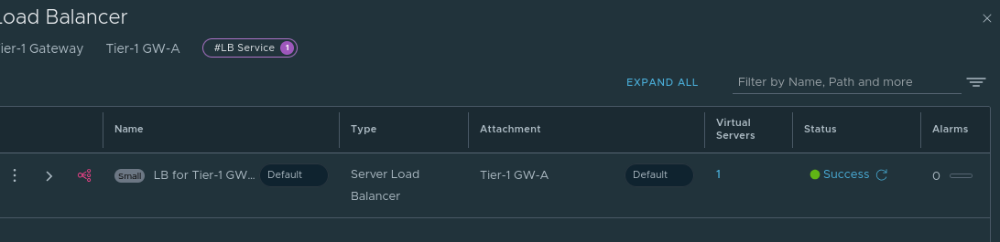 Load Balancer
ier-1 Gateway Tier-1 GW-A #LB Service 1
EXPAND ALL Filter by Name, Path and more
Name Type Attachment Virtual Servers Status Alarms
Small LB for Tier-1 GW... Default Server Load Balancer Tier-1 GW-A Default 1 Success 0